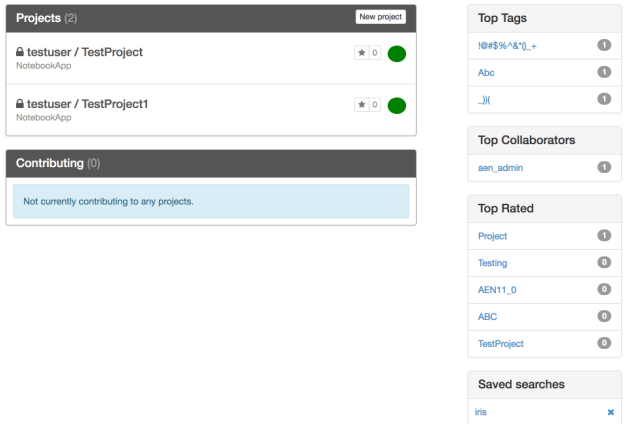 Projects (2)
New project
testuser / TestProject
0
NotebookApp
testuser / TestProject1
0
NotebookApp
Contributing (0)
Not currently contributing to any projects.
Top Tags
!@#$%^&*()_+
1
Abc
1
_)){
1
Top Collaborators
aen_admin
1
Top Rated
Project
1
Testing
0
AEN11_0
0
ABC
0
TestProject
0
Saved searches
iris